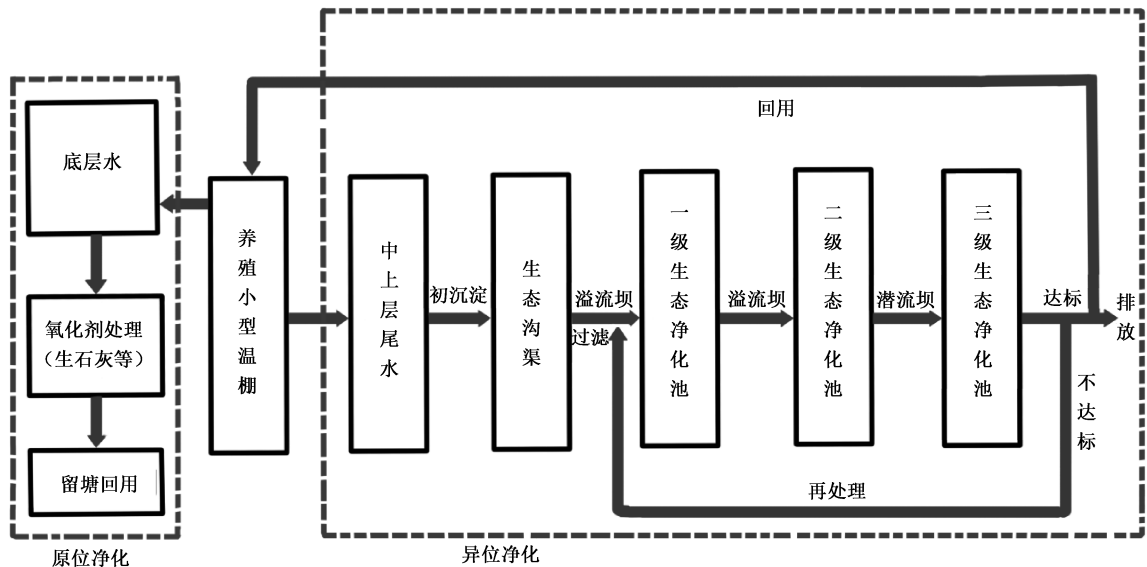 底层水
氧化剂处理
（生石灰等）
留塘回用
原位净化
养殖小型温棚
中上层尾水
初沉淀
生态沟渠
溢流坝
过滤
一级生态净化池
溢流坝
二级生态净化池
潜流坝
三级生态净化池
达标
排放
回用
不达标
再处理
异位净化